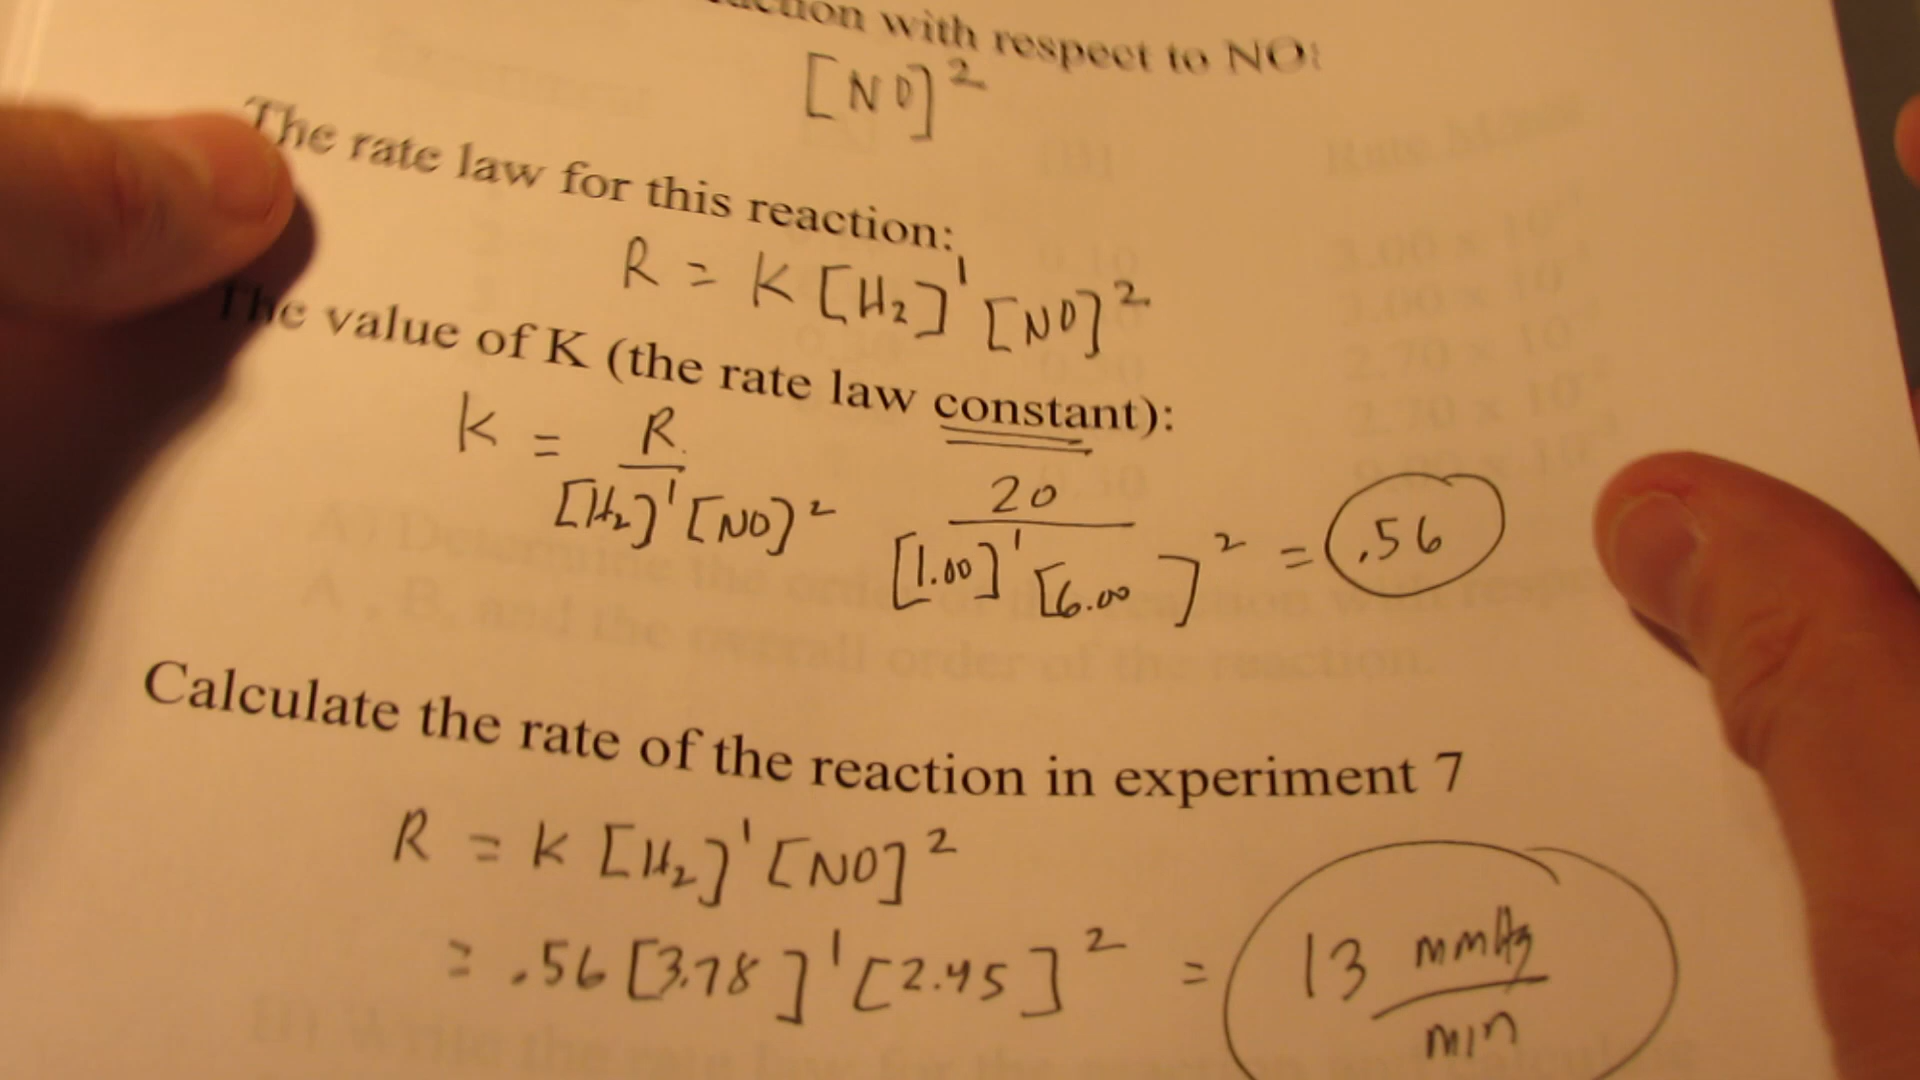 with respect to NO:
[NO]²
The rate law for this reaction:
R = K [H₂]¹ [NO]²
The value of K (the rate law constant):
K = R / [H₂]¹ [NO]² 20 / [1.00]¹ [6.00]² = .56
Calculate the rate of the reaction in experiment 7
R = K [H₂]¹ [NO]²
= .56 [3.78]¹ [2.45]² = 13 mmHg / min